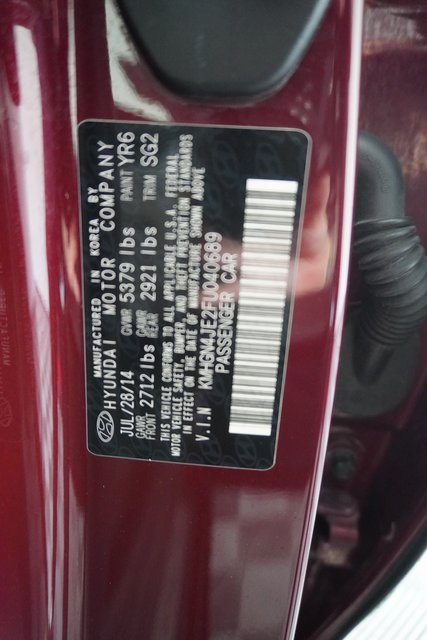 MANUFACTURED IN KOREA BY
HYUNDAI MOTOR COMPANY
JUL/28/14 GVWR 5379 lbs PAINT YR6
GAWR FRONT 2712 lbs GAWR REAR 2921 lbs TRIM SG2
THIS VEHICLE CONFORMS TO ALL APPLICABLE U.S.A. FEDERAL
MOTOR VEHICLE SAFETY, BUMPER, AND THEFT PREVENTION STANDARDS
IN EFFECT ON THE DATE OF MANUFACTURE SHOWN ABOVE
V.I.N KMHGN4JE2FU040689
PASSENGER CAR